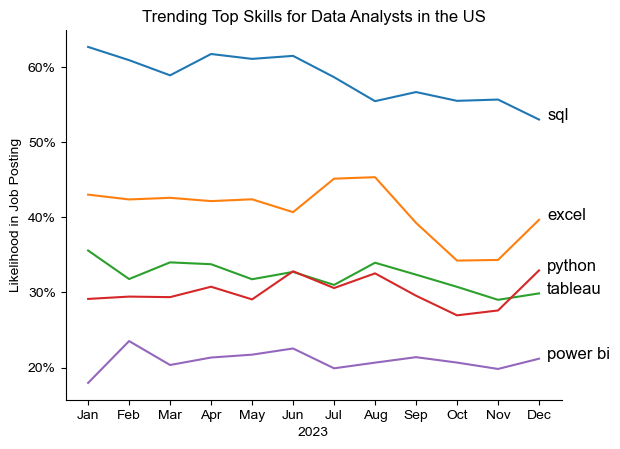 Trending Top Skills for Data Analysts in the US
Likelihood in Job Posting
60%
50%
40%
30%
20%
sql
excel
python
tableau
power bi
Jan Feb Mar Apr May Jun Jul Aug Sep Oct Nov Dec
2023